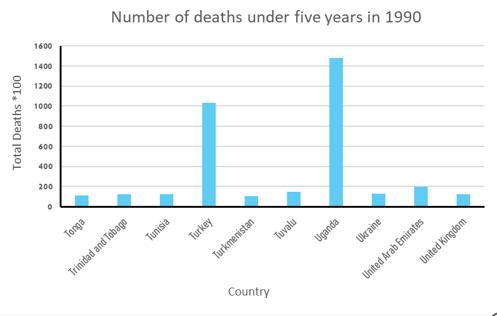 Number of deaths under five years in 1990
Total Deaths *100
1600
1400
1200
1000
800
600
400
200
0
Tonga
Trinidad and Tobago
Tunisia
Turkey
Turkmenistan
Tuvalu
Uganda
Ukraine
United Arab Emirates
United Kingdom
Country